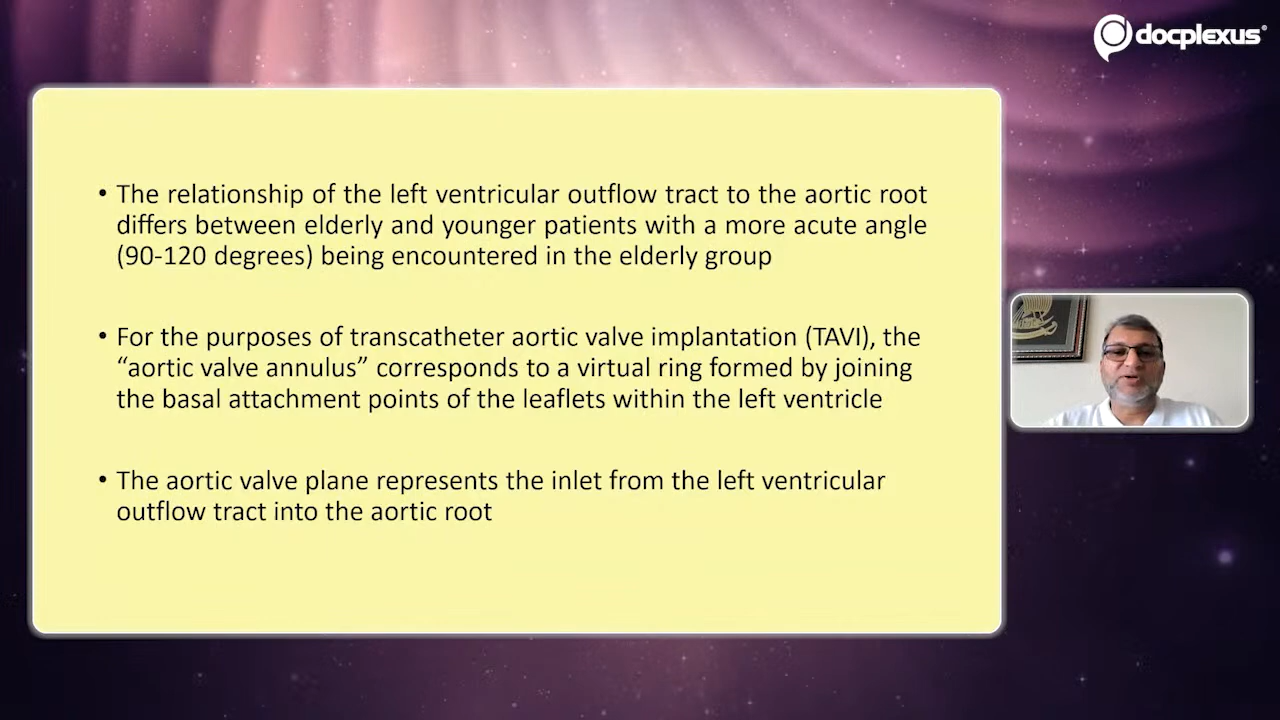 docplexus®
• The relationship of the left ventricular outflow tract to the aortic root
differs between elderly and younger patients with a more acute angle
(90-120 degrees) being encountered in the elderly group
• For the purposes of transcatheter aortic valve implantation (TAVI), the
“aortic valve annulus” corresponds to a virtual ring formed by joining
the basal attachment points of the leaflets within the left ventricle
• The aortic valve plane represents the inlet from the left ventricular
outflow tract into the aortic root